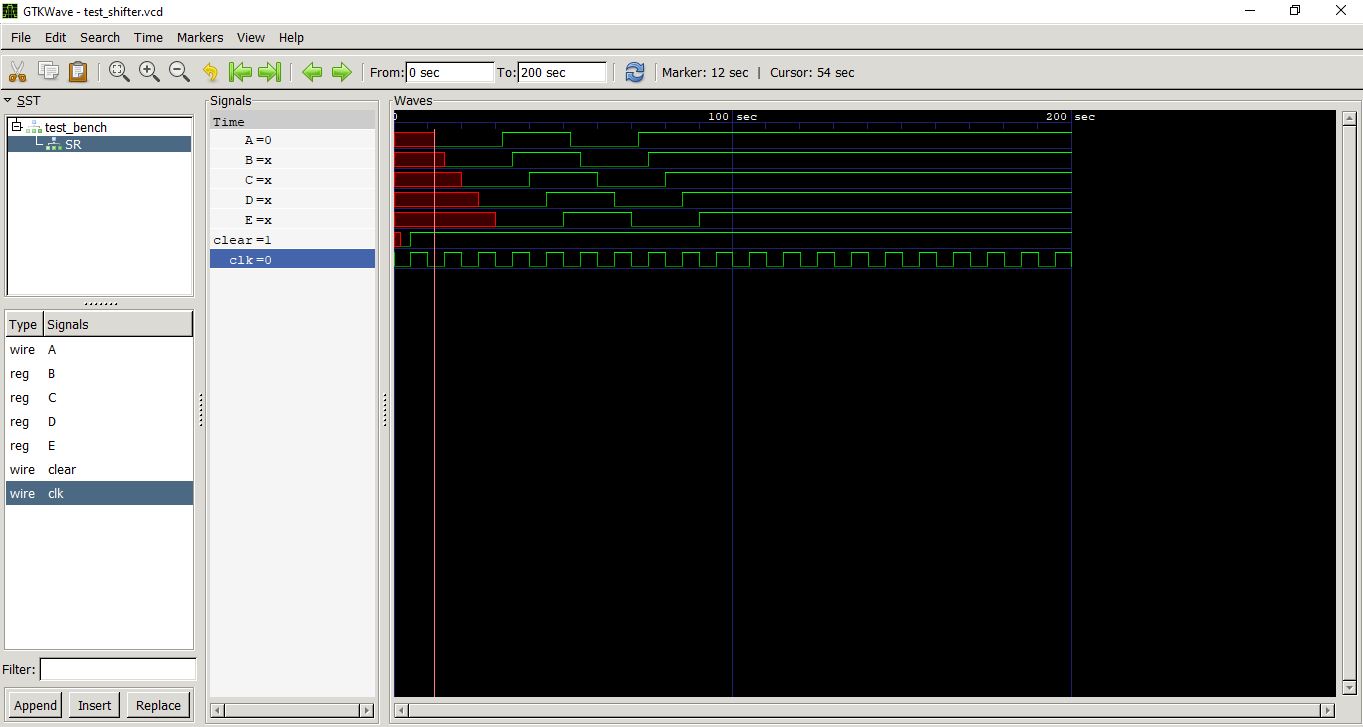 GTKWave - test_shifter.vcd
File Edit Search Time Markers View Help
From: 0 sec To: 200 sec Marker: 12 sec | Cursor: 54 sec
SST
test_bench
SR
Type Signals
wire A
reg B
reg C
reg D
reg E
wire clear
wire clk
Filter:
Append Insert Replace
Signals
Time
A=0
B=x
C=x
D=x
E=x
clear=1
clk=0
Waves
0 100 sec 200 sec